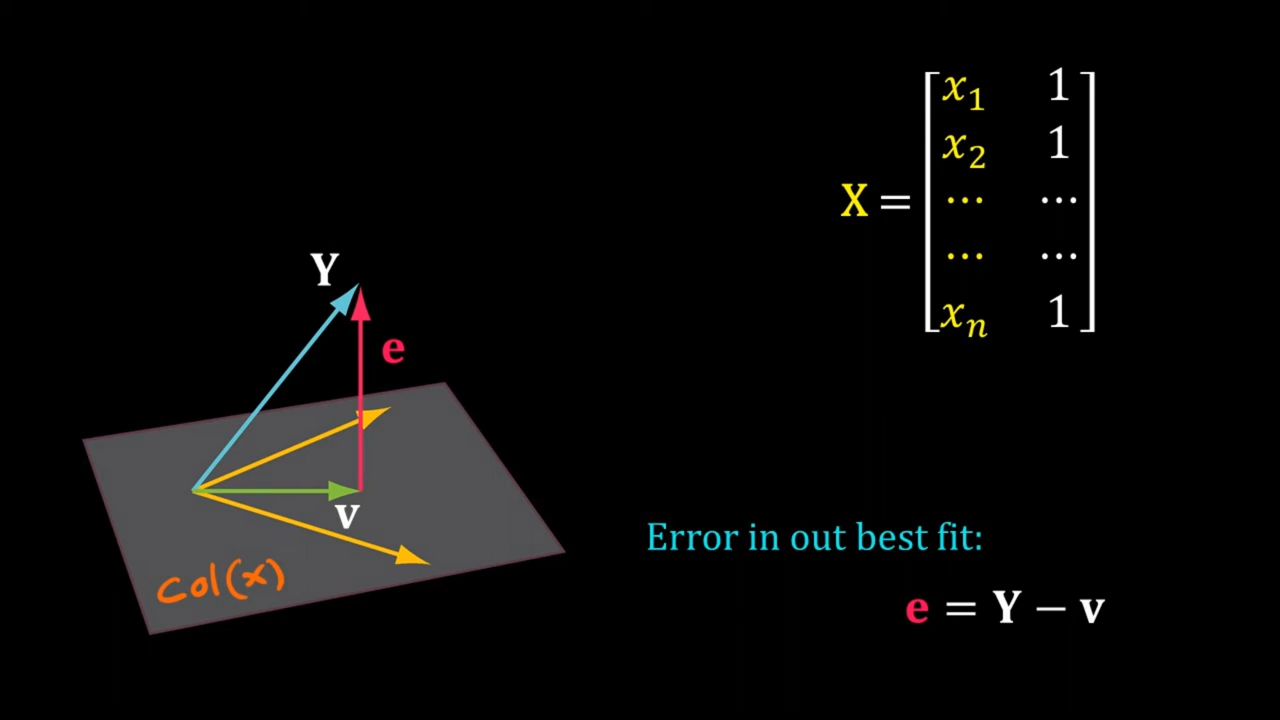 X = [x₁ 1
x₂ 1
... ...
... ...
xₙ 1]
Y
e
v
col(x)
Error in out best fit:
e = Y − v